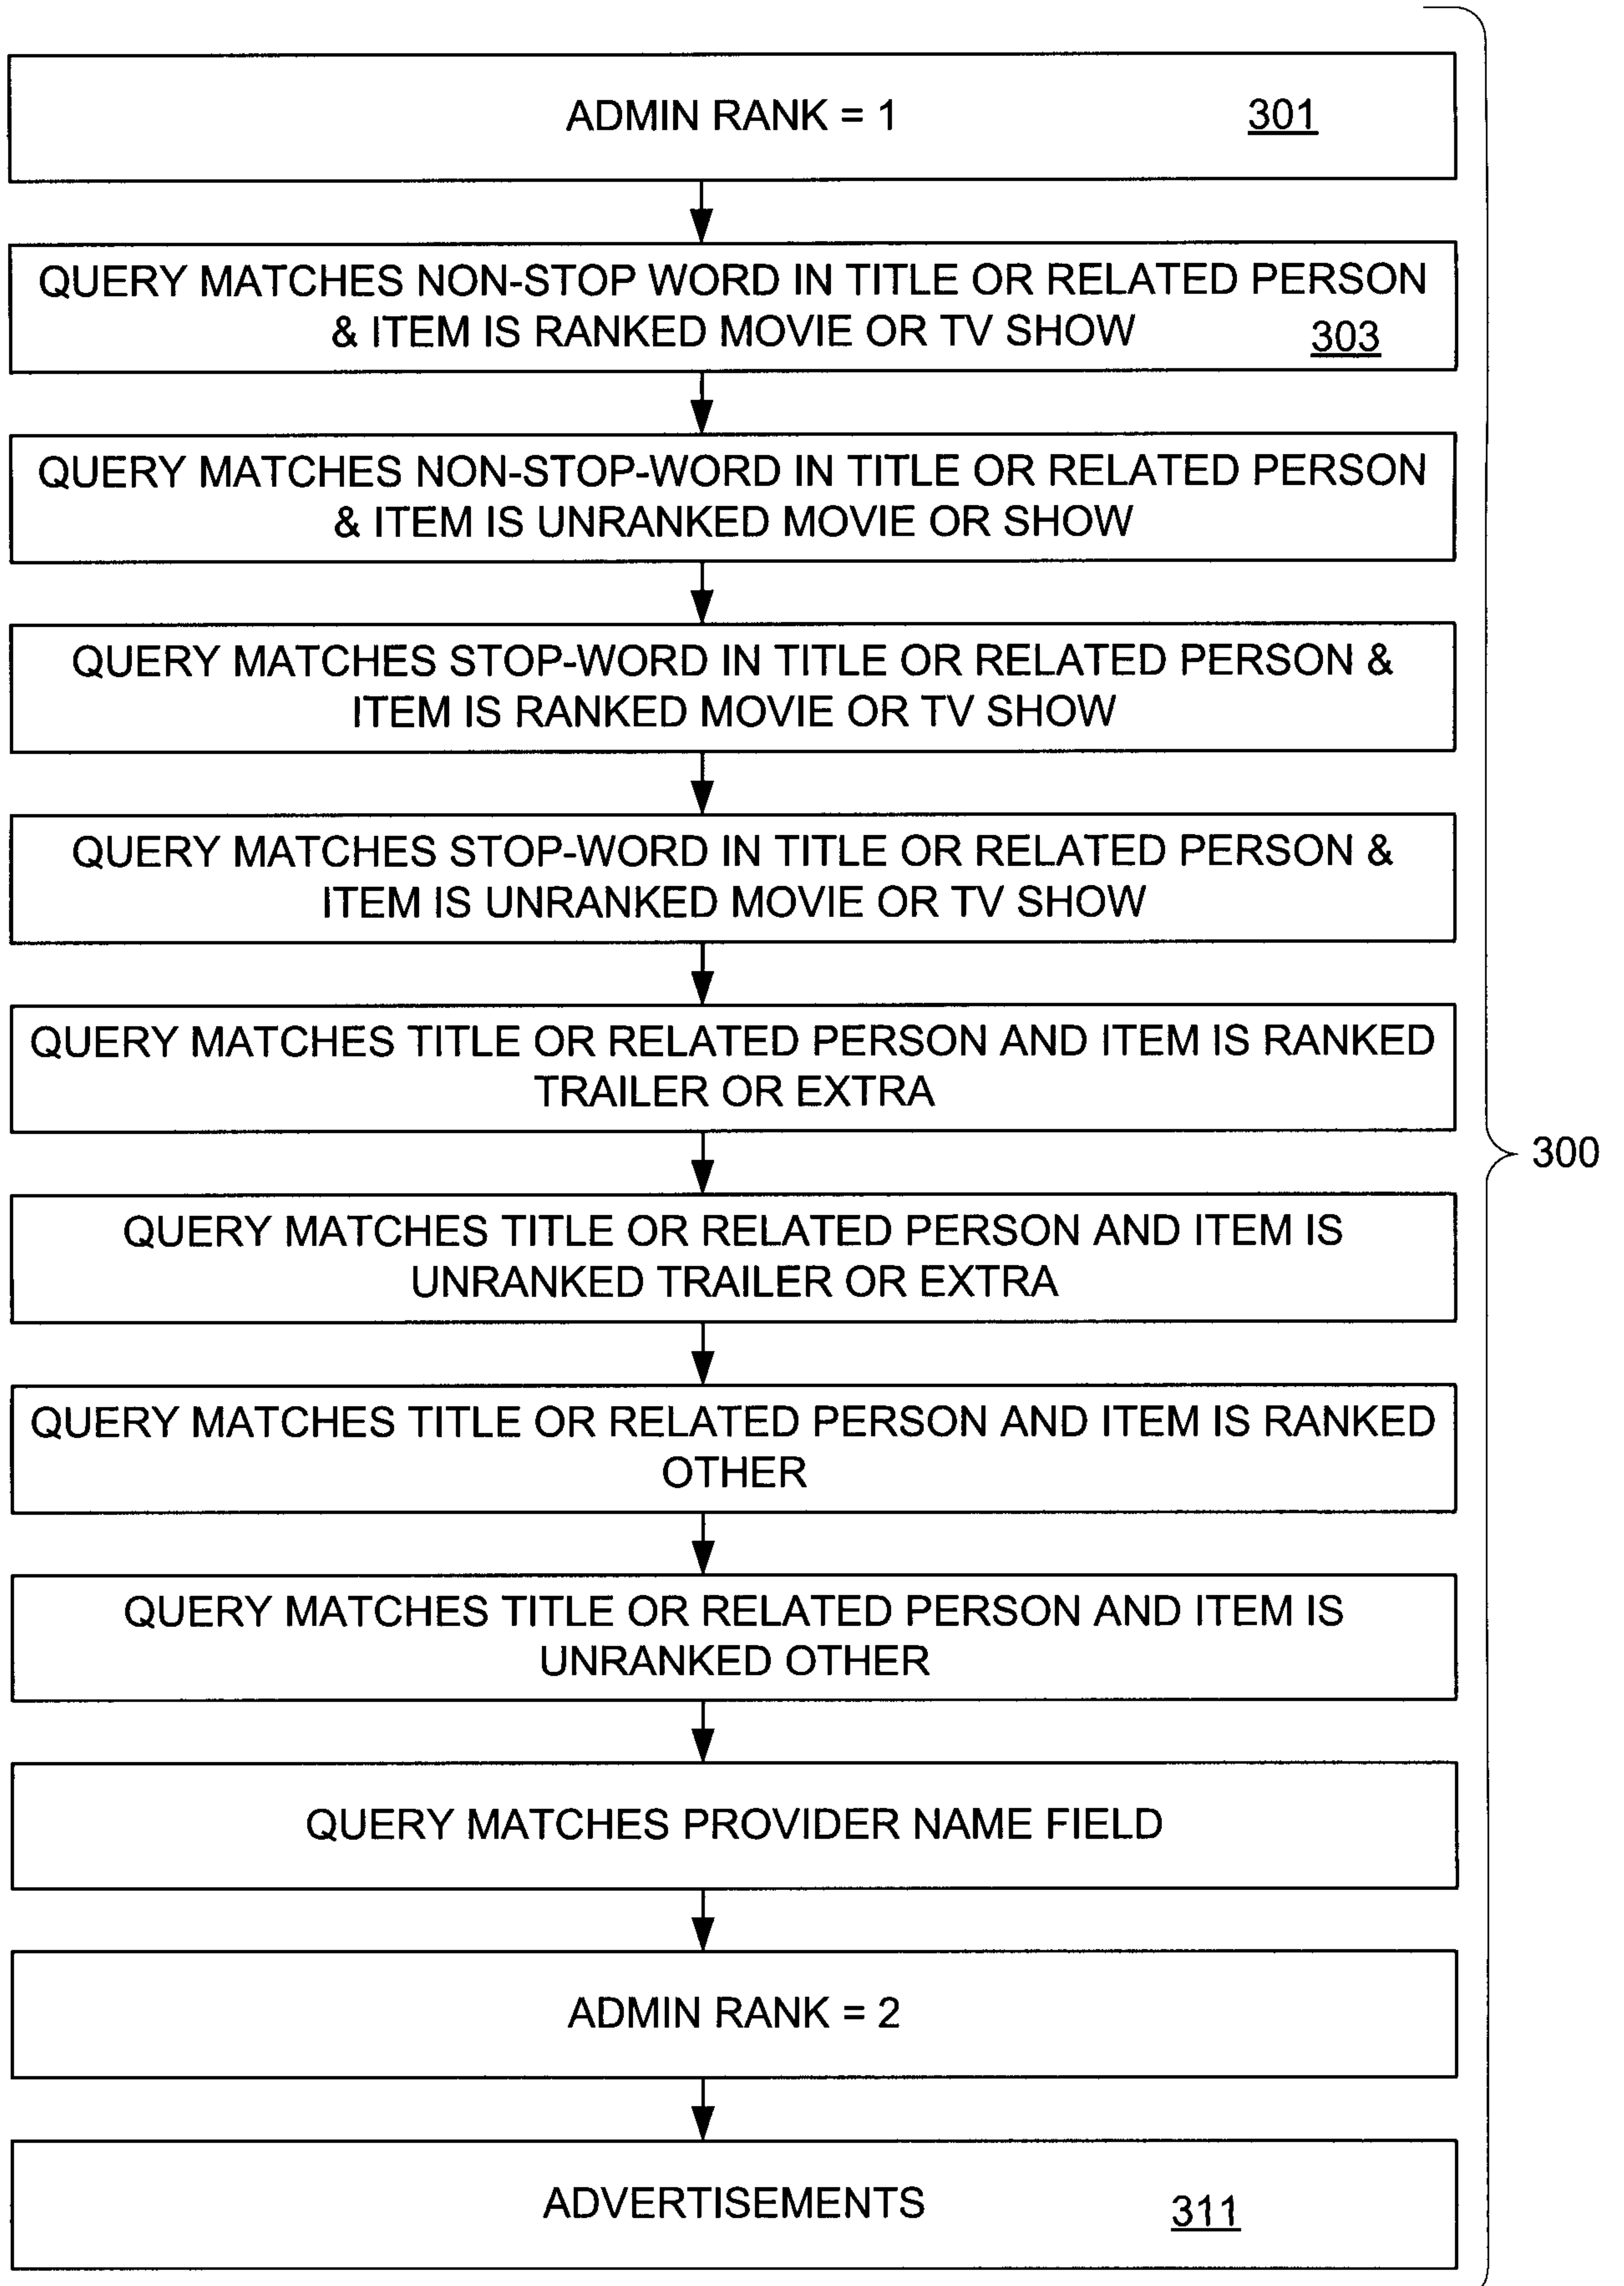 ADMIN RANK = 1 301
QUERY MATCHES NON-STOP WORD IN TITLE OR RELATED PERSON
& ITEM IS RANKED MOVIE OR TV SHOW 303
QUERY MATCHES NON-STOP-WORD IN TITLE OR RELATED PERSON
& ITEM IS UNRANKED MOVIE OR SHOW
QUERY MATCHES STOP-WORD IN TITLE OR RELATED PERSON &
ITEM IS RANKED MOVIE OR TV SHOW
QUERY MATCHES STOP-WORD IN TITLE OR RELATED PERSON &
ITEM IS UNRANKED MOVIE OR TV SHOW
QUERY MATCHES TITLE OR RELATED PERSON AND ITEM IS RANKED
TRAILER OR EXTRA
300
QUERY MATCHES TITLE OR RELATED PERSON AND ITEM IS
UNRANKED TRAILER OR EXTRA
QUERY MATCHES TITLE OR RELATED PERSON AND ITEM IS RANKED
OTHER
QUERY MATCHES TITLE OR RELATED PERSON AND ITEM IS
UNRANKED OTHER
QUERY MATCHES PROVIDER NAME FIELD
ADMIN RANK = 2
ADVERTISEMENTS 311